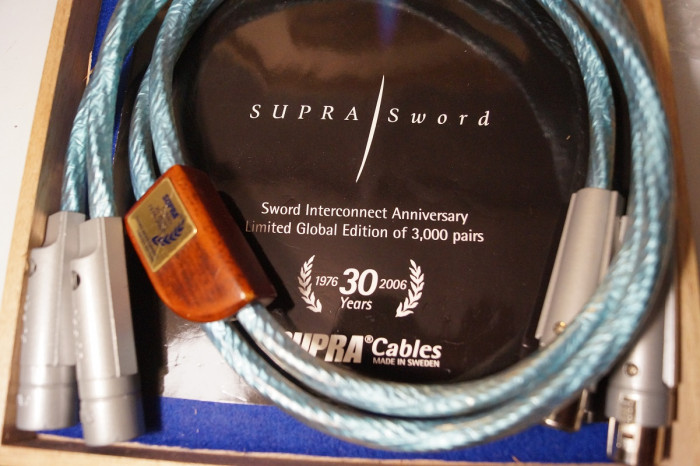 SUPRA Sword
Sword Interconnect Anniversary
Limited Global Edition of 3,000 pairs
1976 30 2006
Years
SUPRA® Cables
MADE IN SWEDEN
SUPRA